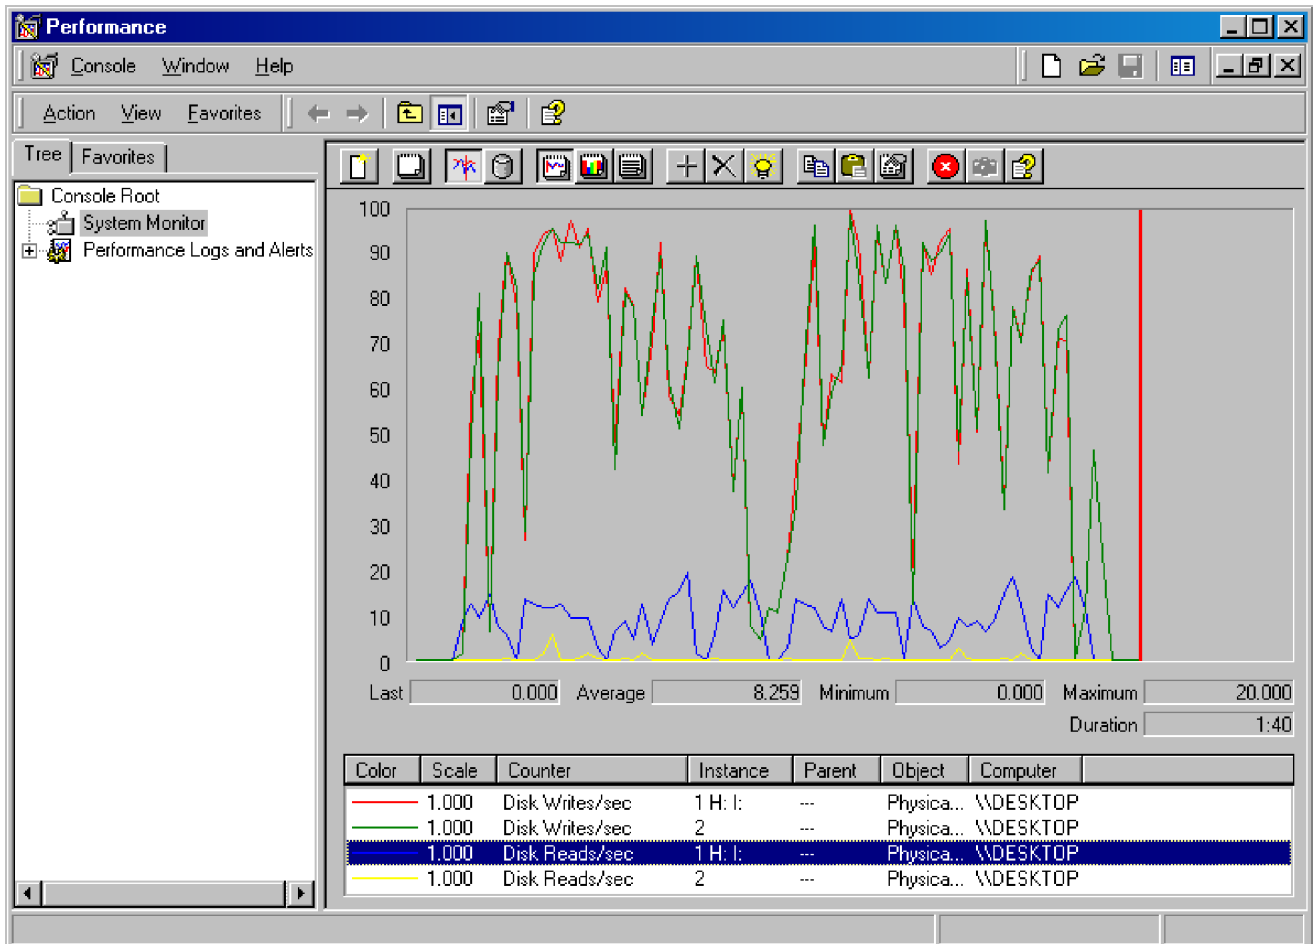 Performance
Console Window Help
Action View Favorites
Tree Favorites
Console Root
System Monitor
Performance Logs and Alerts
100
90
80
70
60
50
40
30
20
10
0
Last 0.000 Average 8.259 Minimum 0.000 Maximum 20.000
Duration 1:40
Color Scale Counter Instance Parent Object Computer
1.000 Disk Writes/sec 1 H: I: --- Physica... \\DESKTOP
1.000 Disk Writes/sec 2 --- Physica... \\DESKTOP
1.000 Disk Reads/sec 1 H: I: --- Physica... \\DESKTOP
1.000 Disk Reads/sec 2 --- Physica... \\DESKTOP